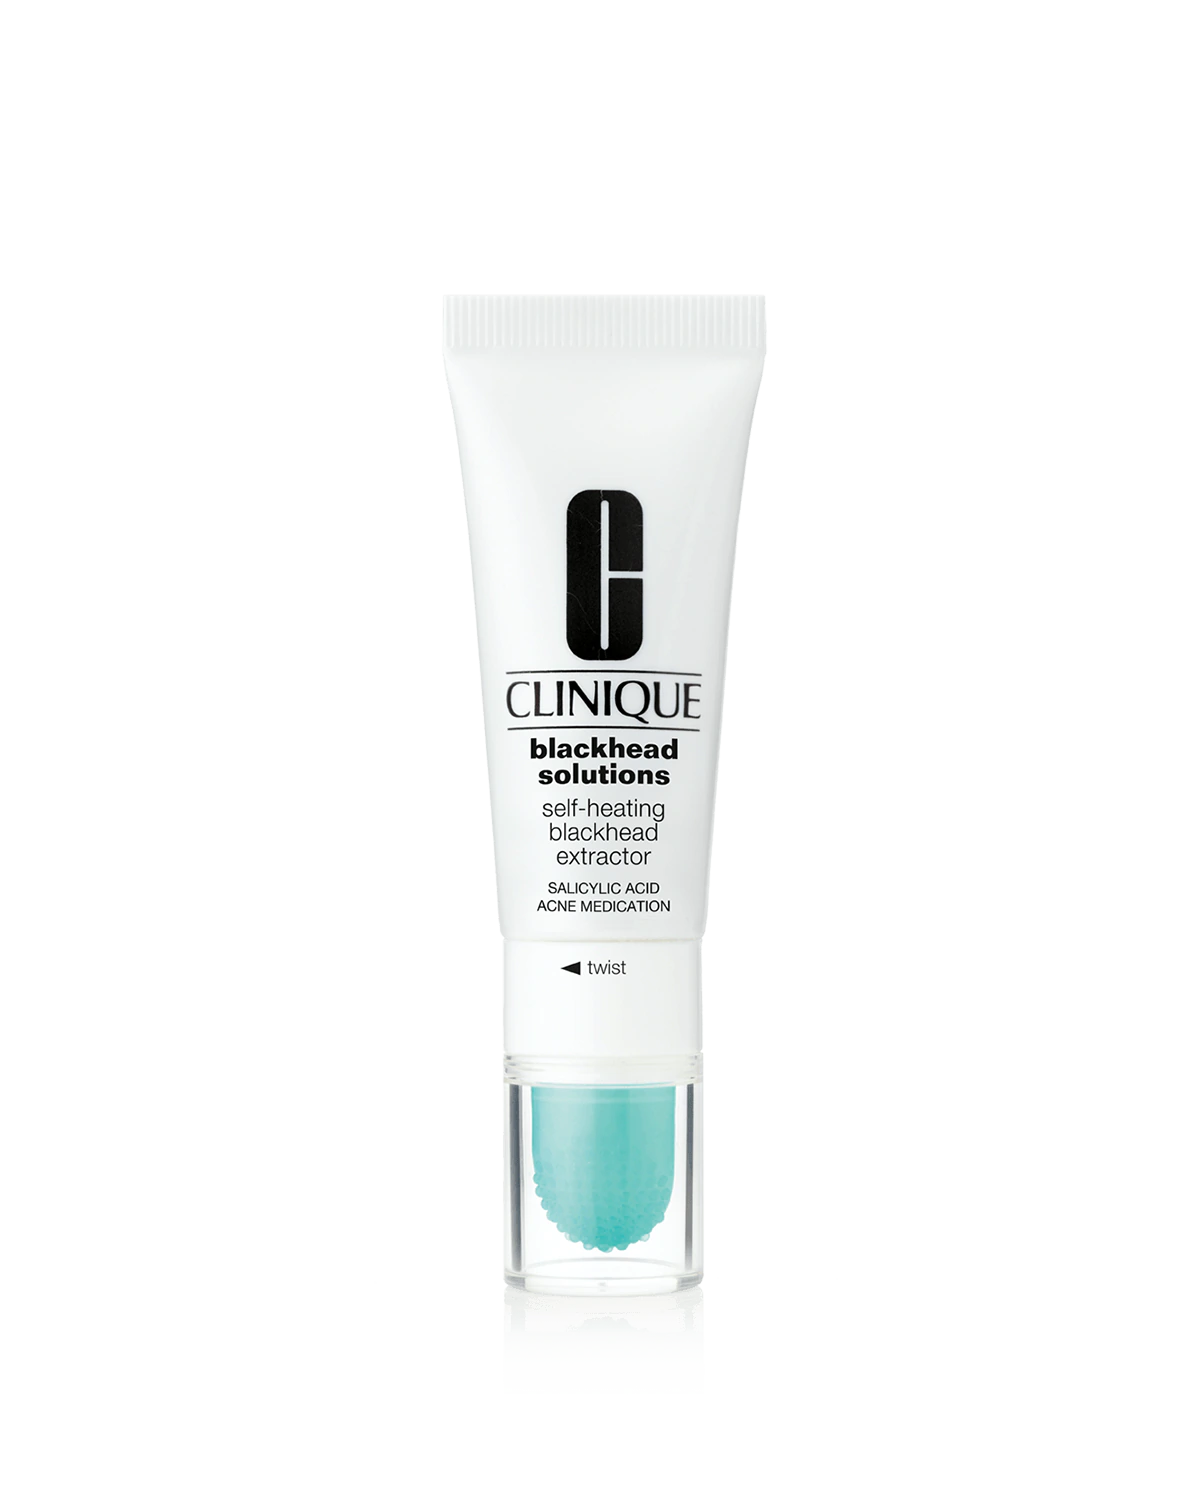 C
CLINIQUE
blackhead
solutions
self-heating
blackhead
extractor
SALICYLIC ACID
ACNE MEDICATION
◄ twist